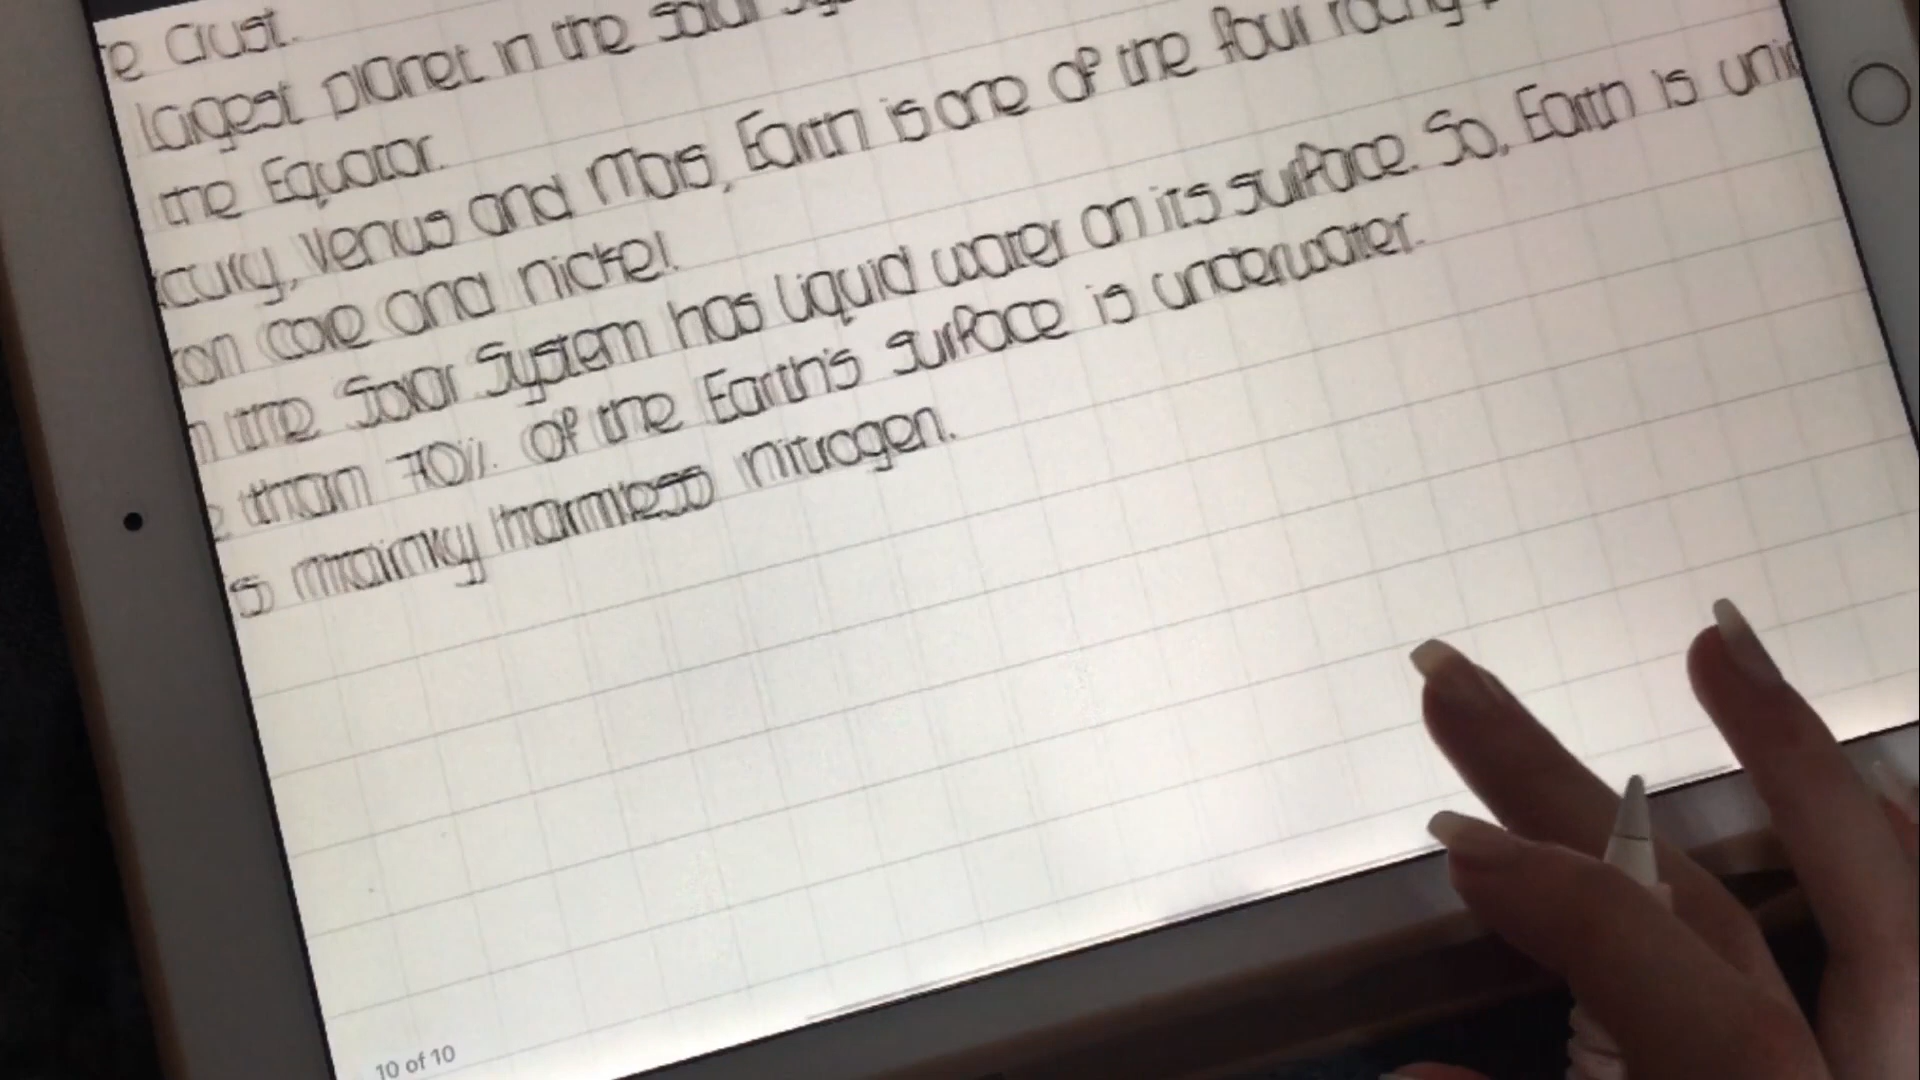 e crust.
largest planet in the Solar
the Equator.
cury, Venus and Mars, Earth is one of the four rocky
on core and nickel.
n the Solar System has liquid water on its surface. So, Earth is uni
e than 70% of the Earth's surface is underwater.
s mainly harmless nitrogen.
10 of 10